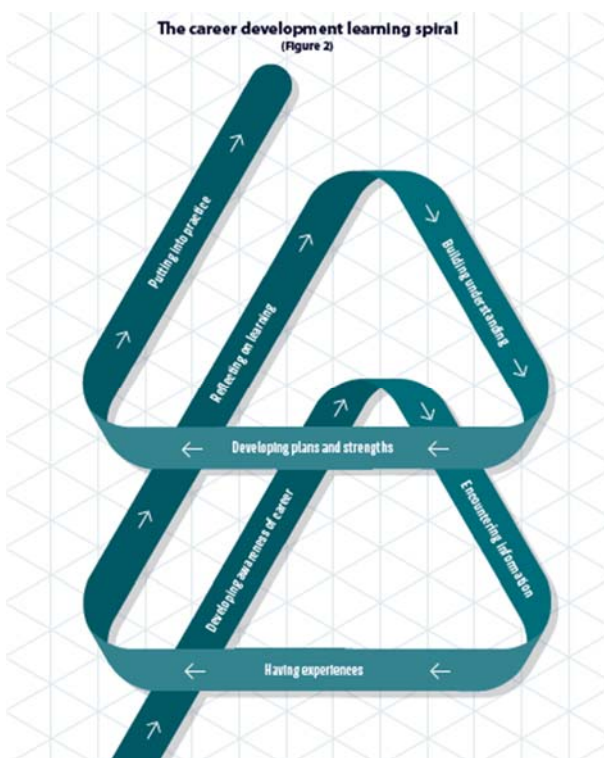 The career development learning spiral
(Figure 2)
Putting into practice
Reflecting on learning
Building understanding
Developing plans and strengths
Developing awareness of career
Encountering information
Having experiences